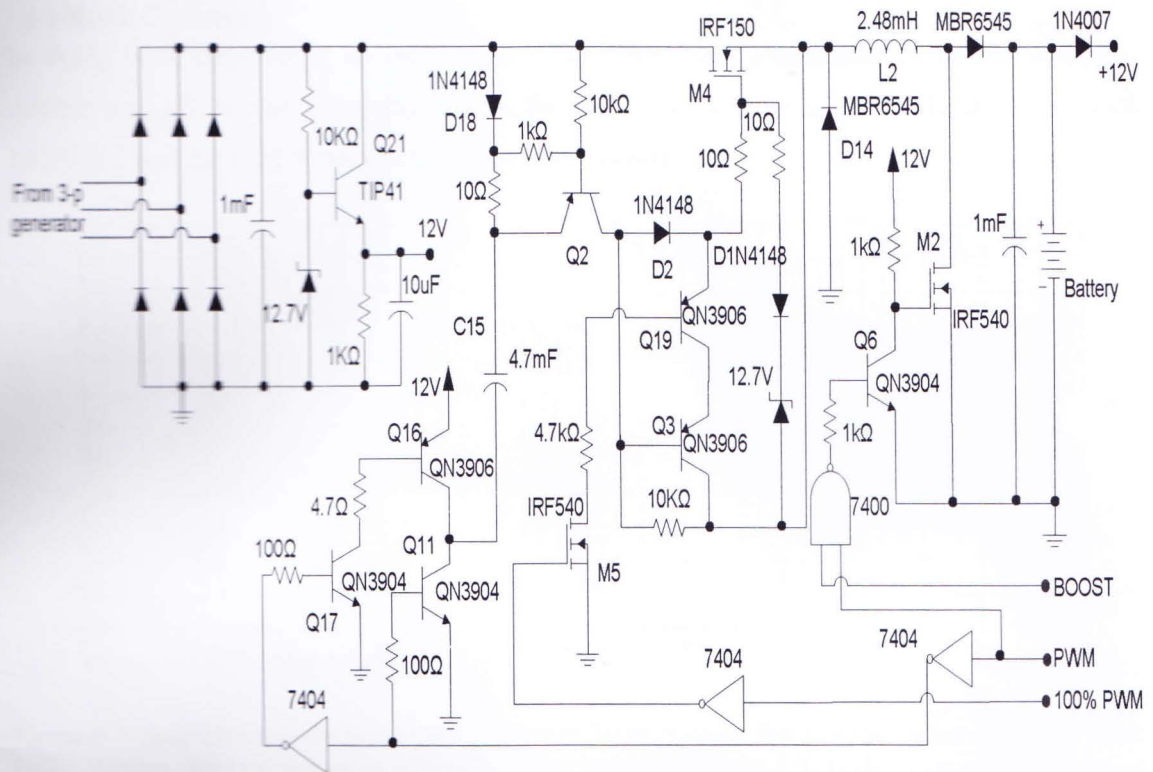 IRF150
2.48mH
MBR6545
1N4007
L2
+12V
M4
1N4148
D18
10kΩ
1kΩ
10Ω
10Ω
10Ω
MBR6545
D14
12V
10KΩ
Q21
TIP41
From 3-p
generator
1mF
12V
10uF
12.7V
1KΩ
1N4148
Q2
D2
D1N4148
1kΩ
M2
1mF
Battery
IRF540
C15
4.7mF
QN3906
Q19
12.7V
Q6
QN3904
12V
Q16
QN3906
4.7kΩ
Q3
QN3906
1kΩ
7400
4.7Ω
IRF540
10KΩ
Q11
100Ω
QN3904
QN3904
M5
Q17
BOOST
100Ω
7404
7404
PWM
7404
100% PWM
+
-